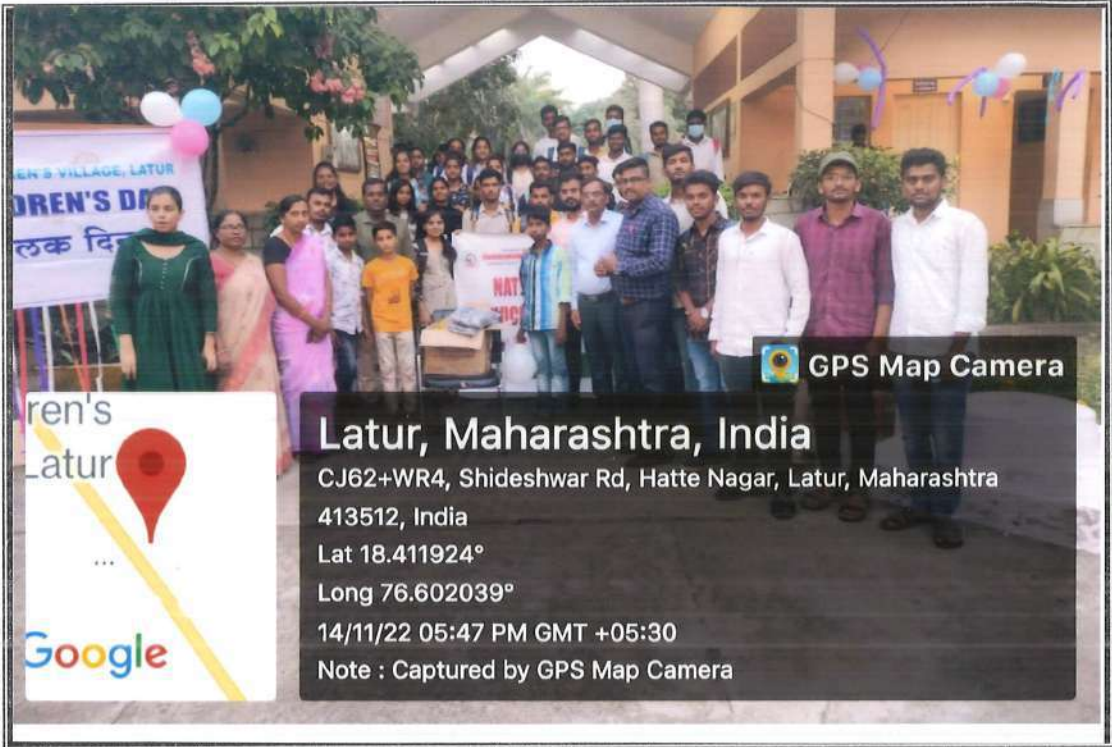 EN'S VILLAGE, LATUR
DREN'S DA
लक दि
NAT
GPS Map Camera
ren's
Latur
...
Google
Latur, Maharashtra, India
CJ62+WR4, Shideshwar Rd, Hatte Nagar, Latur, Maharashtra
413512, India
Lat 18.411924°
Long 76.602039°
14/11/22 05:47 PM GMT +05:30
Note : Captured by GPS Map Camera